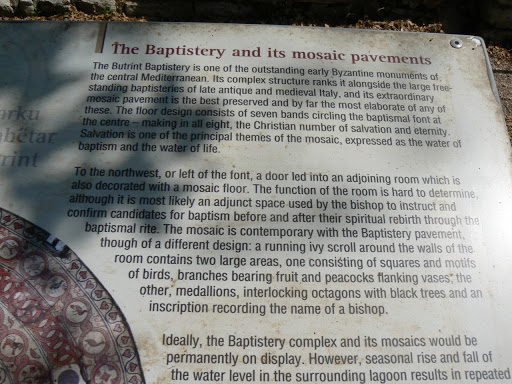 The Baptistery and its mosaic pavements
The Butrint Baptistery is one of the outstanding early Byzantine monuments of
the central Mediterranean. Its complex structure ranks it alongside the large free-
standing baptisteries of late antique and medieval Italy, and its extraordinary
mosaic pavement is the best preserved and by far the most elaborate of any of
these. The floor design consists of seven bands circling the baptismal font at
the centre – making in all eight, the Christian number of salvation and eternity.
Salvation is one of the principal themes of the mosaic, expressed as the water of
baptism and the water of life.
To the northwest, or left of the font, a door led into an adjoining room which is
also decorated with a mosaic floor. The function of the room is hard to determine,
although it is most likely an adjunct space used by the bishop to instruct and
confirm candidates for baptism before and after their spiritual rebirth through the
baptismal rite. The mosaic is contemporary with the Baptistery pavement,
though of a different design: a running ivy scroll around the walls of the
room contains two large areas, one consisting of squares and motifs
of birds, branches bearing fruit and peacocks flanking vases, the
other, medallions, interlocking octagons with black trees and an
inscription recording the name of a bishop.
Ideally, the Baptistery complex and its mosaics would be
permanently on display. However, seasonal rise and fall of
the water level in the surrounding lagoon results in repeated